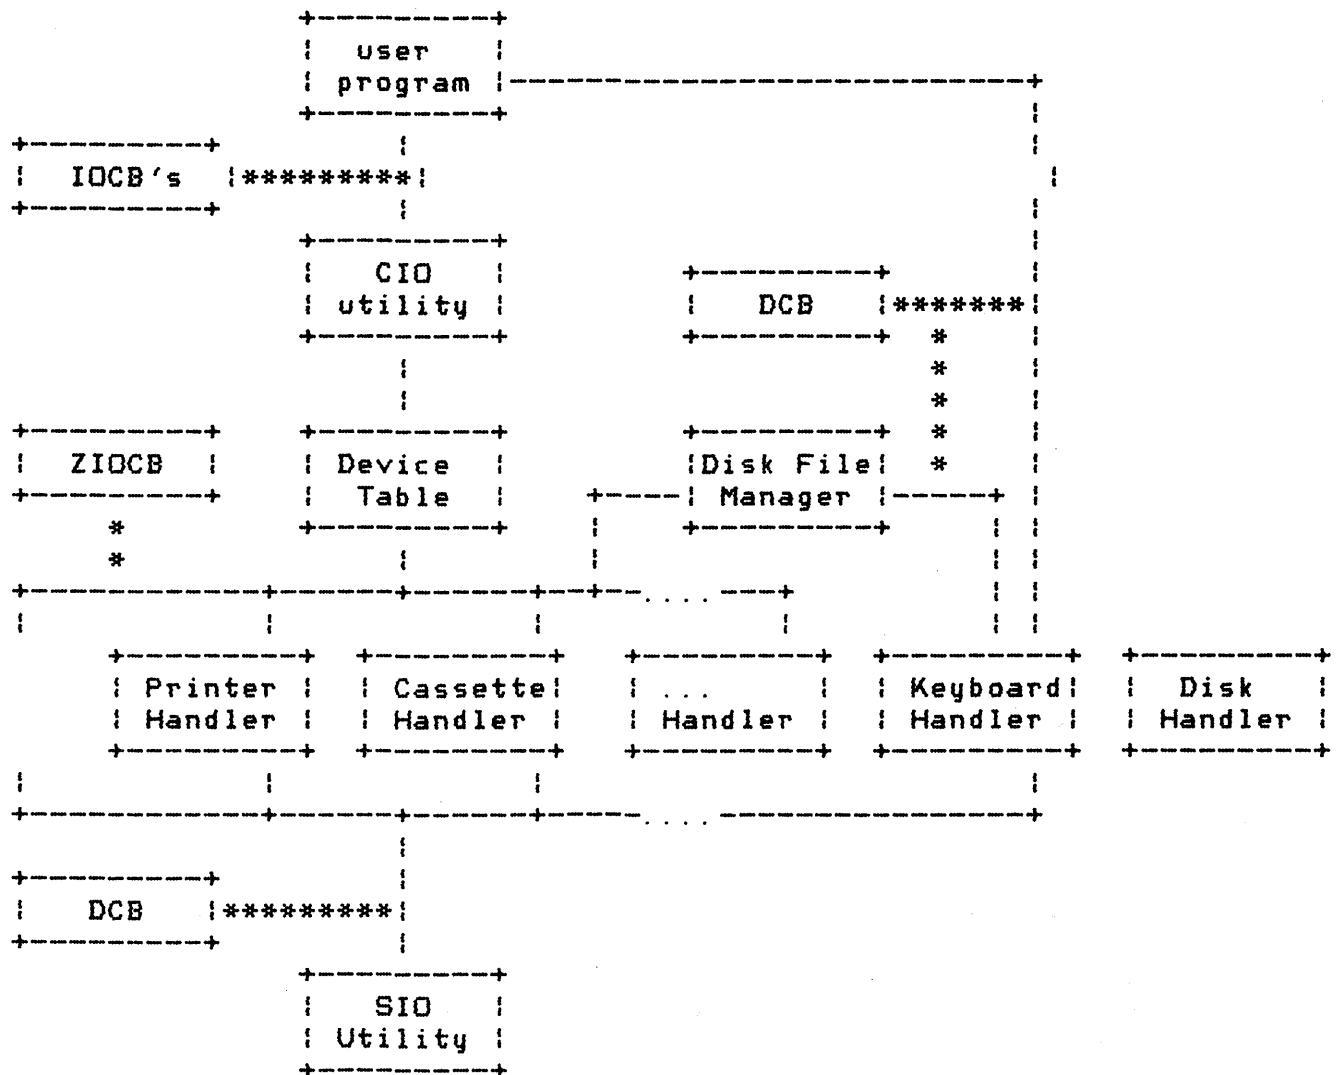 user
program
IOCB's
CIO
utility
DCB
ZIOCB
Device
Table
Disk File
Manager
....
Printer
Handler
Cassette
Handler
...
Handler
Keyboard
Handler
Disk
Handler
....
DCB
SIO
Utility